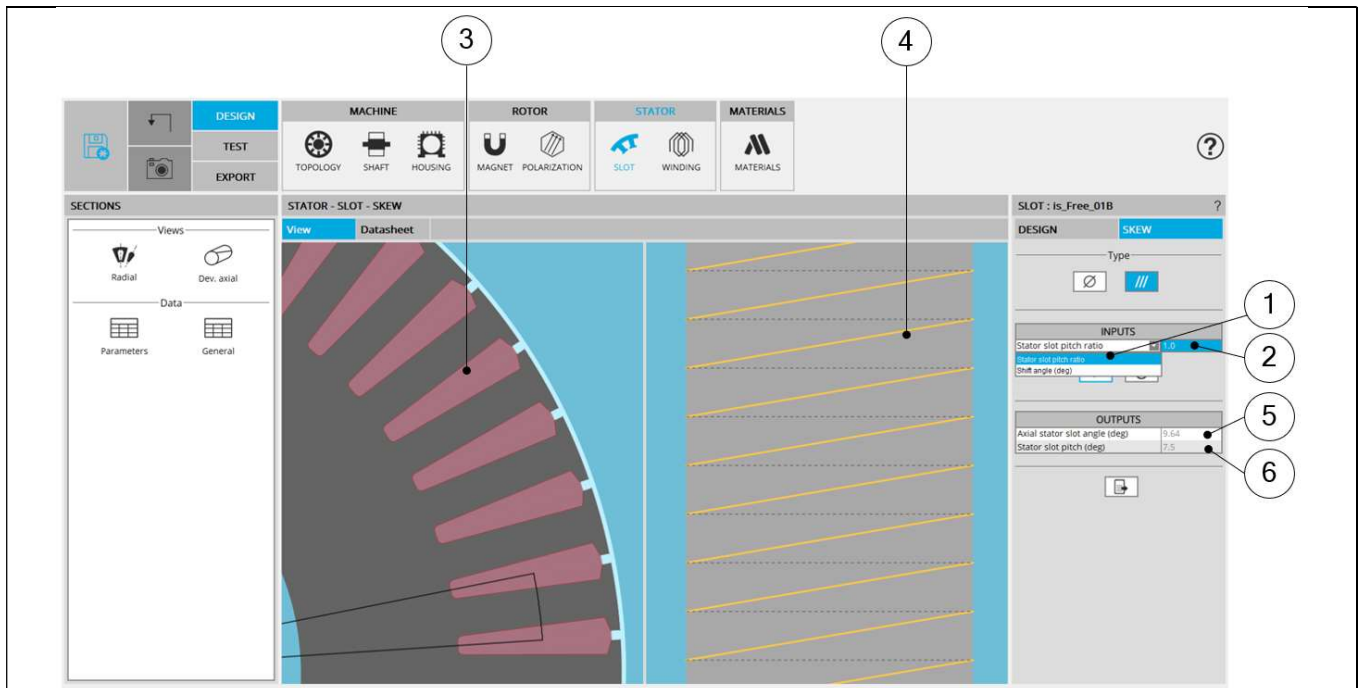 3
4
DESIGN
TEST
EXPORT
MACHINE
ROTOR
STATOR
MATERIALS
TOPOLOGY
SHAFT
HOUSING
MAGNET
POLARIZATION
SLOT
WINDING
MATERIALS
?
SECTIONS
STATOR - SLOT - SKEW
SLOT : is_Free_01B
?
View
Datasheet
DESIGN
SKEW
Views
Radial
Dev. axial
Data
Parameters
General
Type
INPUTS
Stator slot pitch ratio
1.0
Stator slot pitch ratio
Shift angle (deg)
1
2
OUTPUTS
Axial stator slot angle (deg)
9.64
Stator slot pitch (deg)
7.5
5
6